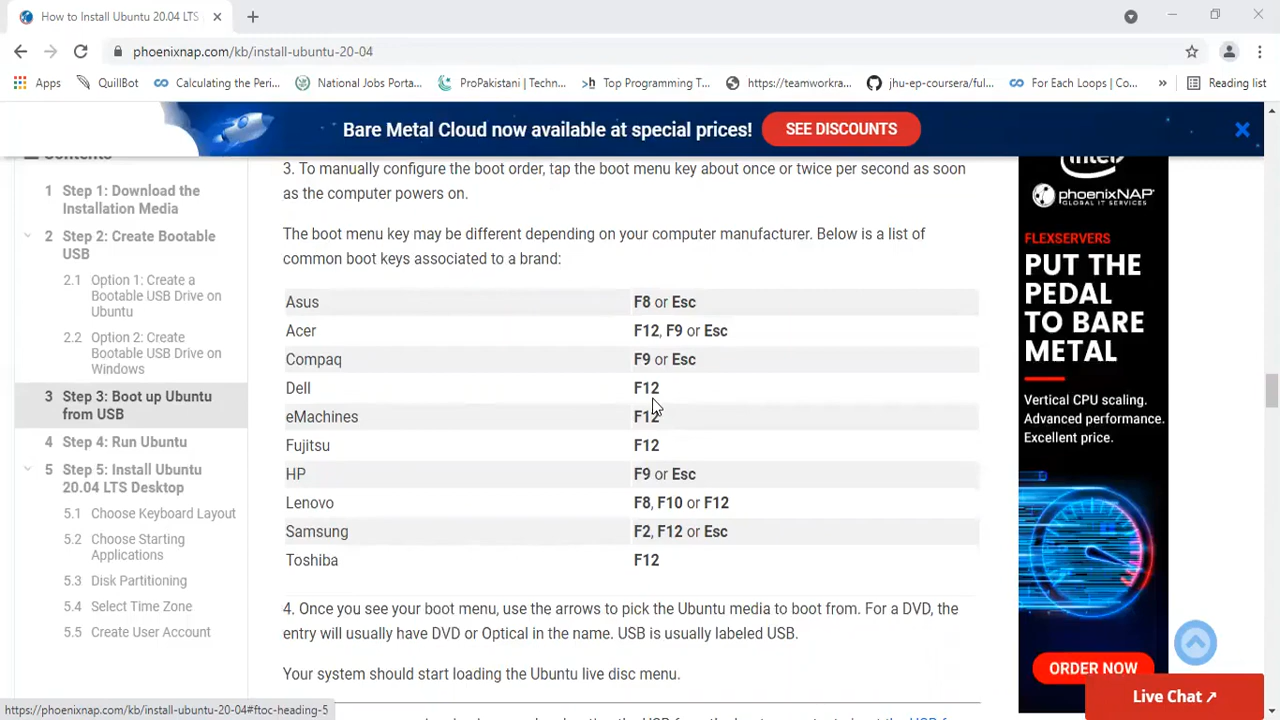 How to Install Ubuntu 20.04 LTS
phoenixnap.com/kb/install-ubuntu-20-04
Apps QuillBot Calculating the Peri... National Jobs Porta... ProPakistani | Techn... Top Programming T... https://teamworkra... jhu-ep-coursera/ful... For Each Loops | Co... » Reading list
Bare Metal Cloud now available at special prices! SEE DISCOUNTS
Contents
1 Step 1: Download the
Installation Media
2 Step 2: Create Bootable
USB
2.1 Option 1: Create a
Bootable USB Drive on
Ubuntu
2.2 Option 2: Create
Bootable USB Drive on
Windows
3 Step 3: Boot up Ubuntu
from USB
4 Step 4: Run Ubuntu
5 Step 5: Install Ubuntu
20.04 LTS Desktop
5.1 Choose Keyboard Layout
5.2 Choose Starting
Applications
5.3 Disk Partitioning
5.4 Select Time Zone
5.5 Create User Account
3. To manually configure the boot order, tap the boot menu key about once or twice per second as soon
as the computer powers on.
The boot menu key may be different depending on your computer manufacturer. Below is a list of
common boot keys associated to a brand:
Asus F8 or Esc
Acer F12, F9 or Esc
Compaq F9 or Esc
Dell F12
eMachines F12
Fujitsu F12
HP F9 or Esc
Lenovo F8, F10 or F12
Samsung F2, F12 or Esc
Toshiba F12
4. Once you see your boot menu, use the arrows to pick the Ubuntu media to boot from. For a DVD, the
entry will usually have DVD or Optical in the name. USB is usually labeled USB.
Your system should start loading the Ubuntu live disc menu.
intel
phoenixNAP
GLOBAL IT SERVICES
FLEXSERVERS
PUT THE
PEDAL
TO BARE
METAL
Vertical CPU scaling.
Advanced performance.
Excellent price.
ORDER NOW
Live Chat ↗
https://phoenixnap.com/kb/install-ubuntu-20-04#ftoc-heading-5